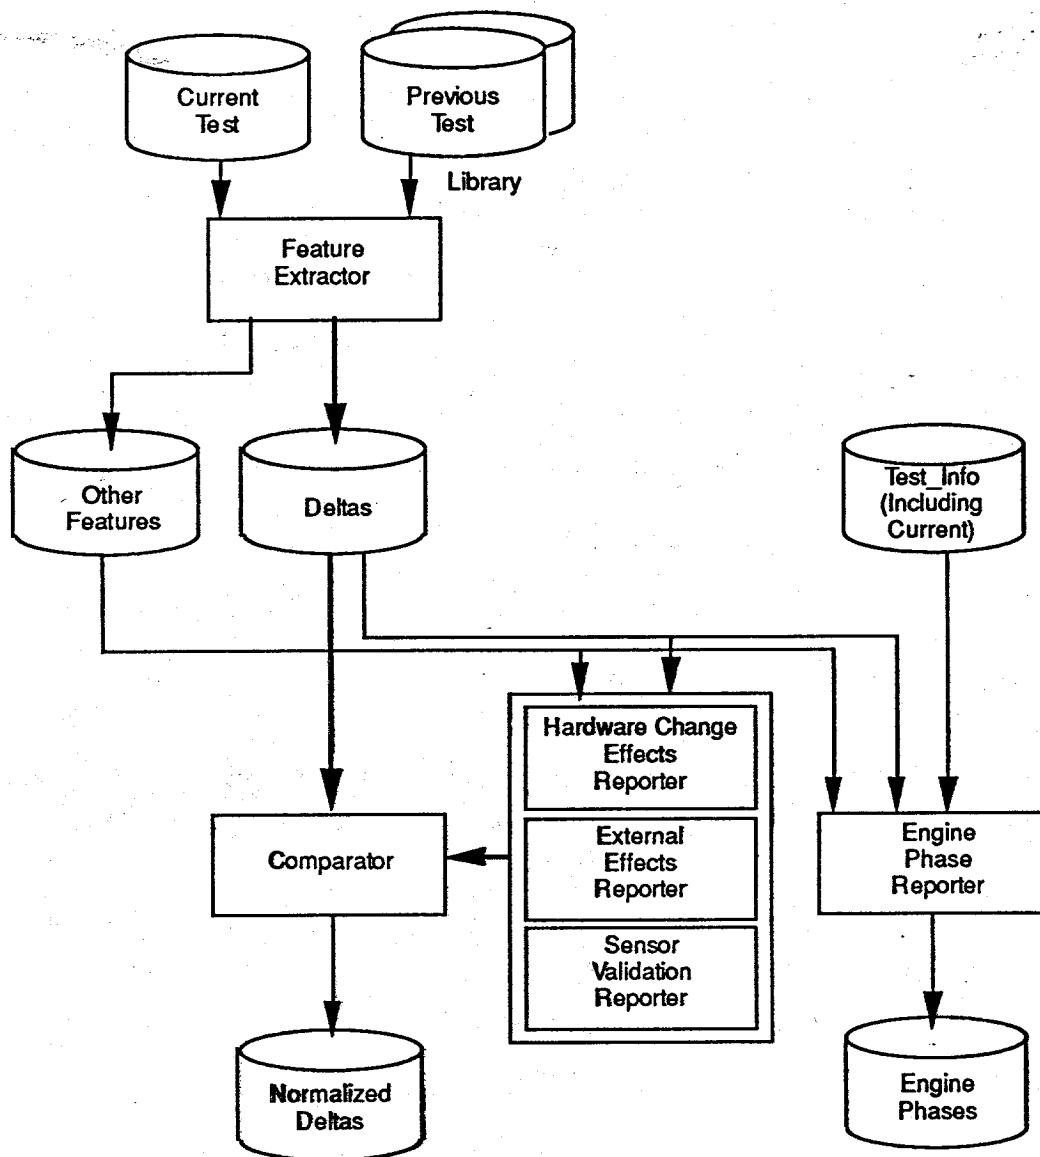 Current
Test
Previous
Test
Library
Feature
Extractor
Other
Features
Deltas
Test_Info
(Including
Current)
Hardware Change
Effects
Reporter
External
Effects
Reporter
Sensor
Validation
Reporter
Comparator
Engine
Phase
Reporter
Normalized
Deltas
Engine
Phases